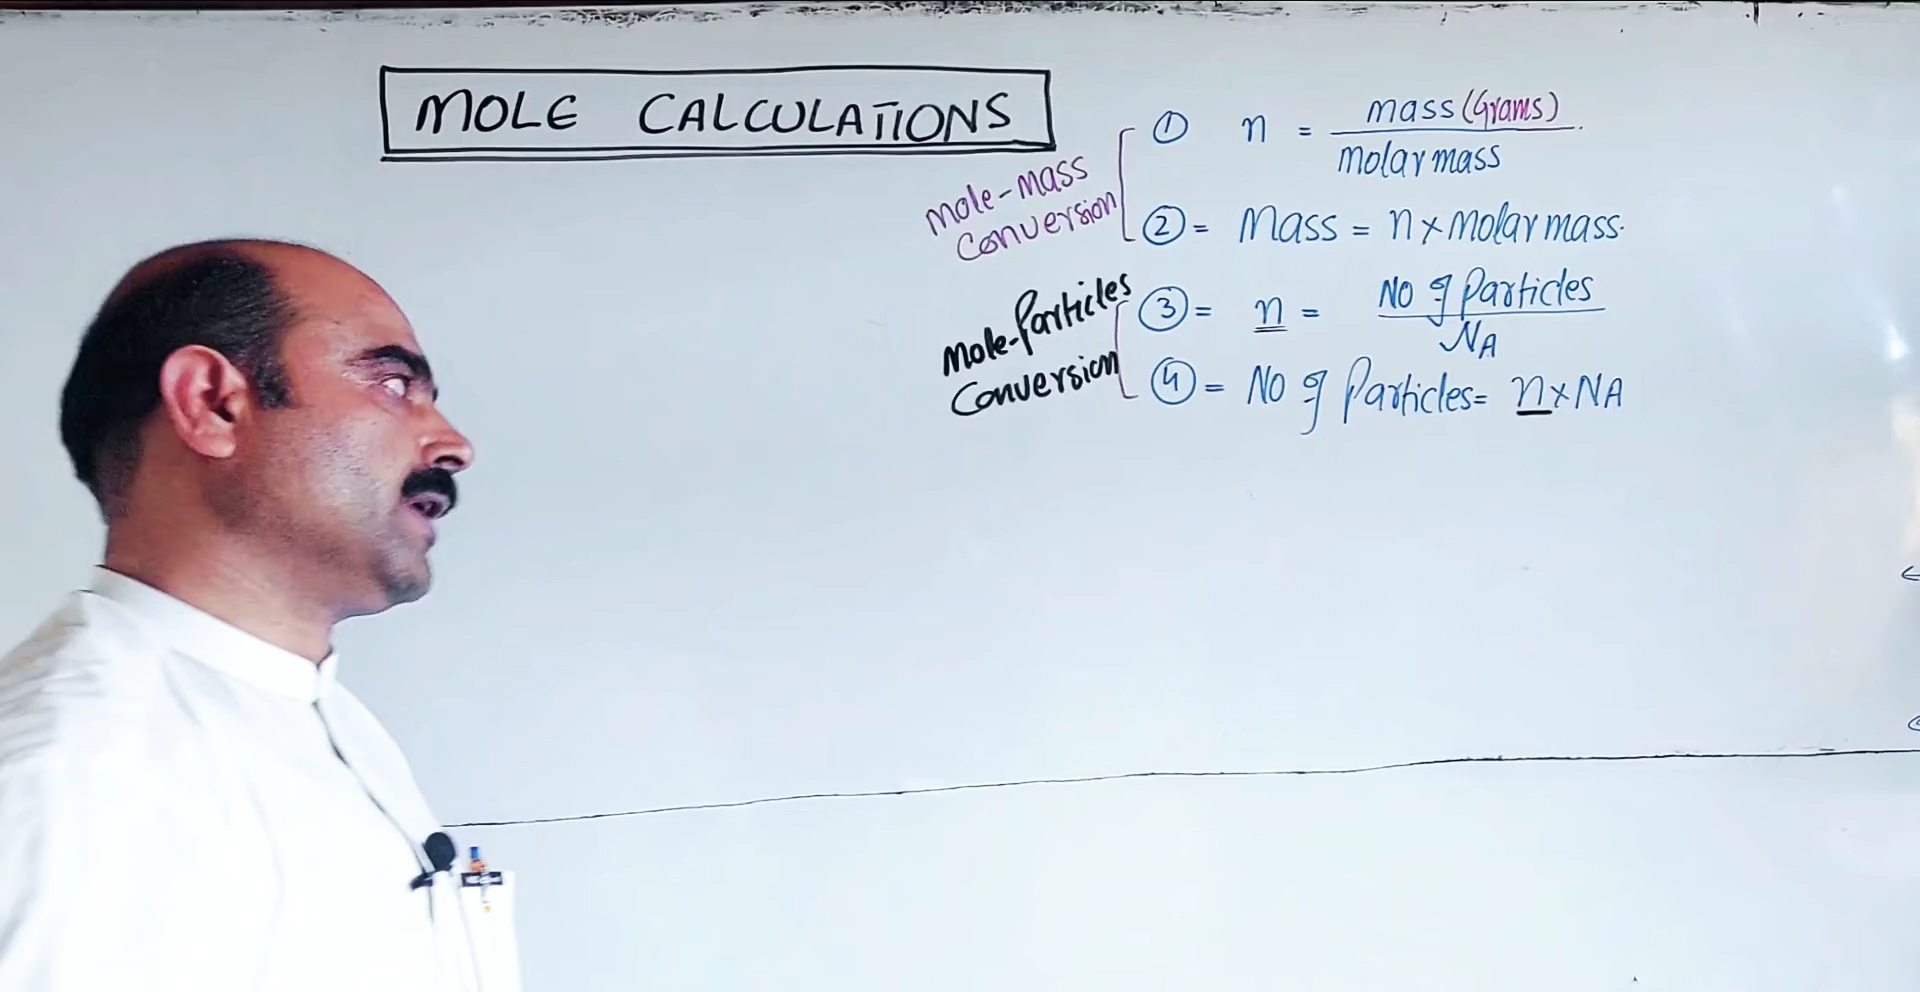 MOLE CALCULATIONS
① n = mass (Grams)
molar mass
mole-mass
conversion
② = mass = n × molar mass.
mole-Particles
Conversion
③ = n = NO of Particles
NA
④ = NO of Particles = n × NA